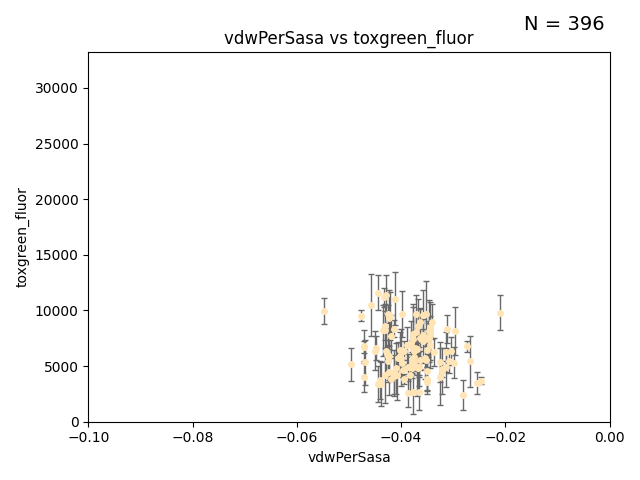 N = 396
vdwPerSasa vs toxgreen_fluor
30000
25000
20000
15000
10000
5000
0
toxgreen_fluor
−0.10 −0.08 −0.06 −0.04 −0.02 0.00
vdwPerSasa